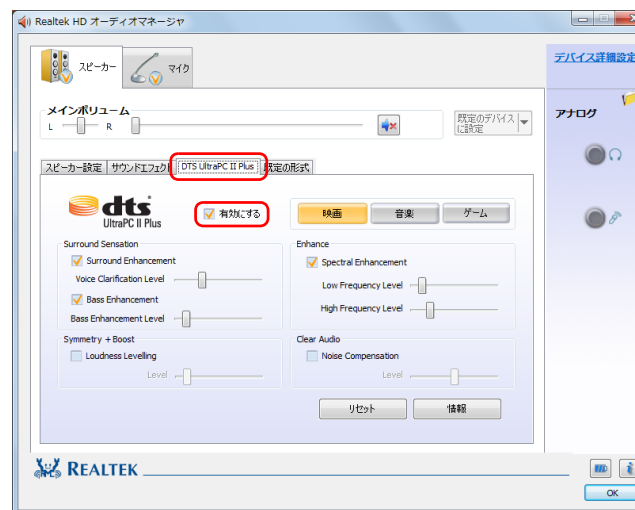 Realtek HD オーディオマネージャ
スピーカー マイク
デバイス詳細設定
メインボリューム
L R
既定のデバイス
に設定
アナログ
スピーカー設定 サウンドエフェクト DTS UltraPC II Plus 既定の形式
dts
UltraPC II Plus
有効にする
映画 音楽 ゲーム
Surround Sensation
Surround Enhancement
Voice Clarification Level
Bass Enhancement
Bass Enhancement Level
Enhance
Spectral Enhancement
Low Frequency Level
High Frequency Level
Symmetry + Boost
Loudness Levelling
Level
Clear Audio
Noise Compensation
Level
リセット 情報
REALTEK
OK